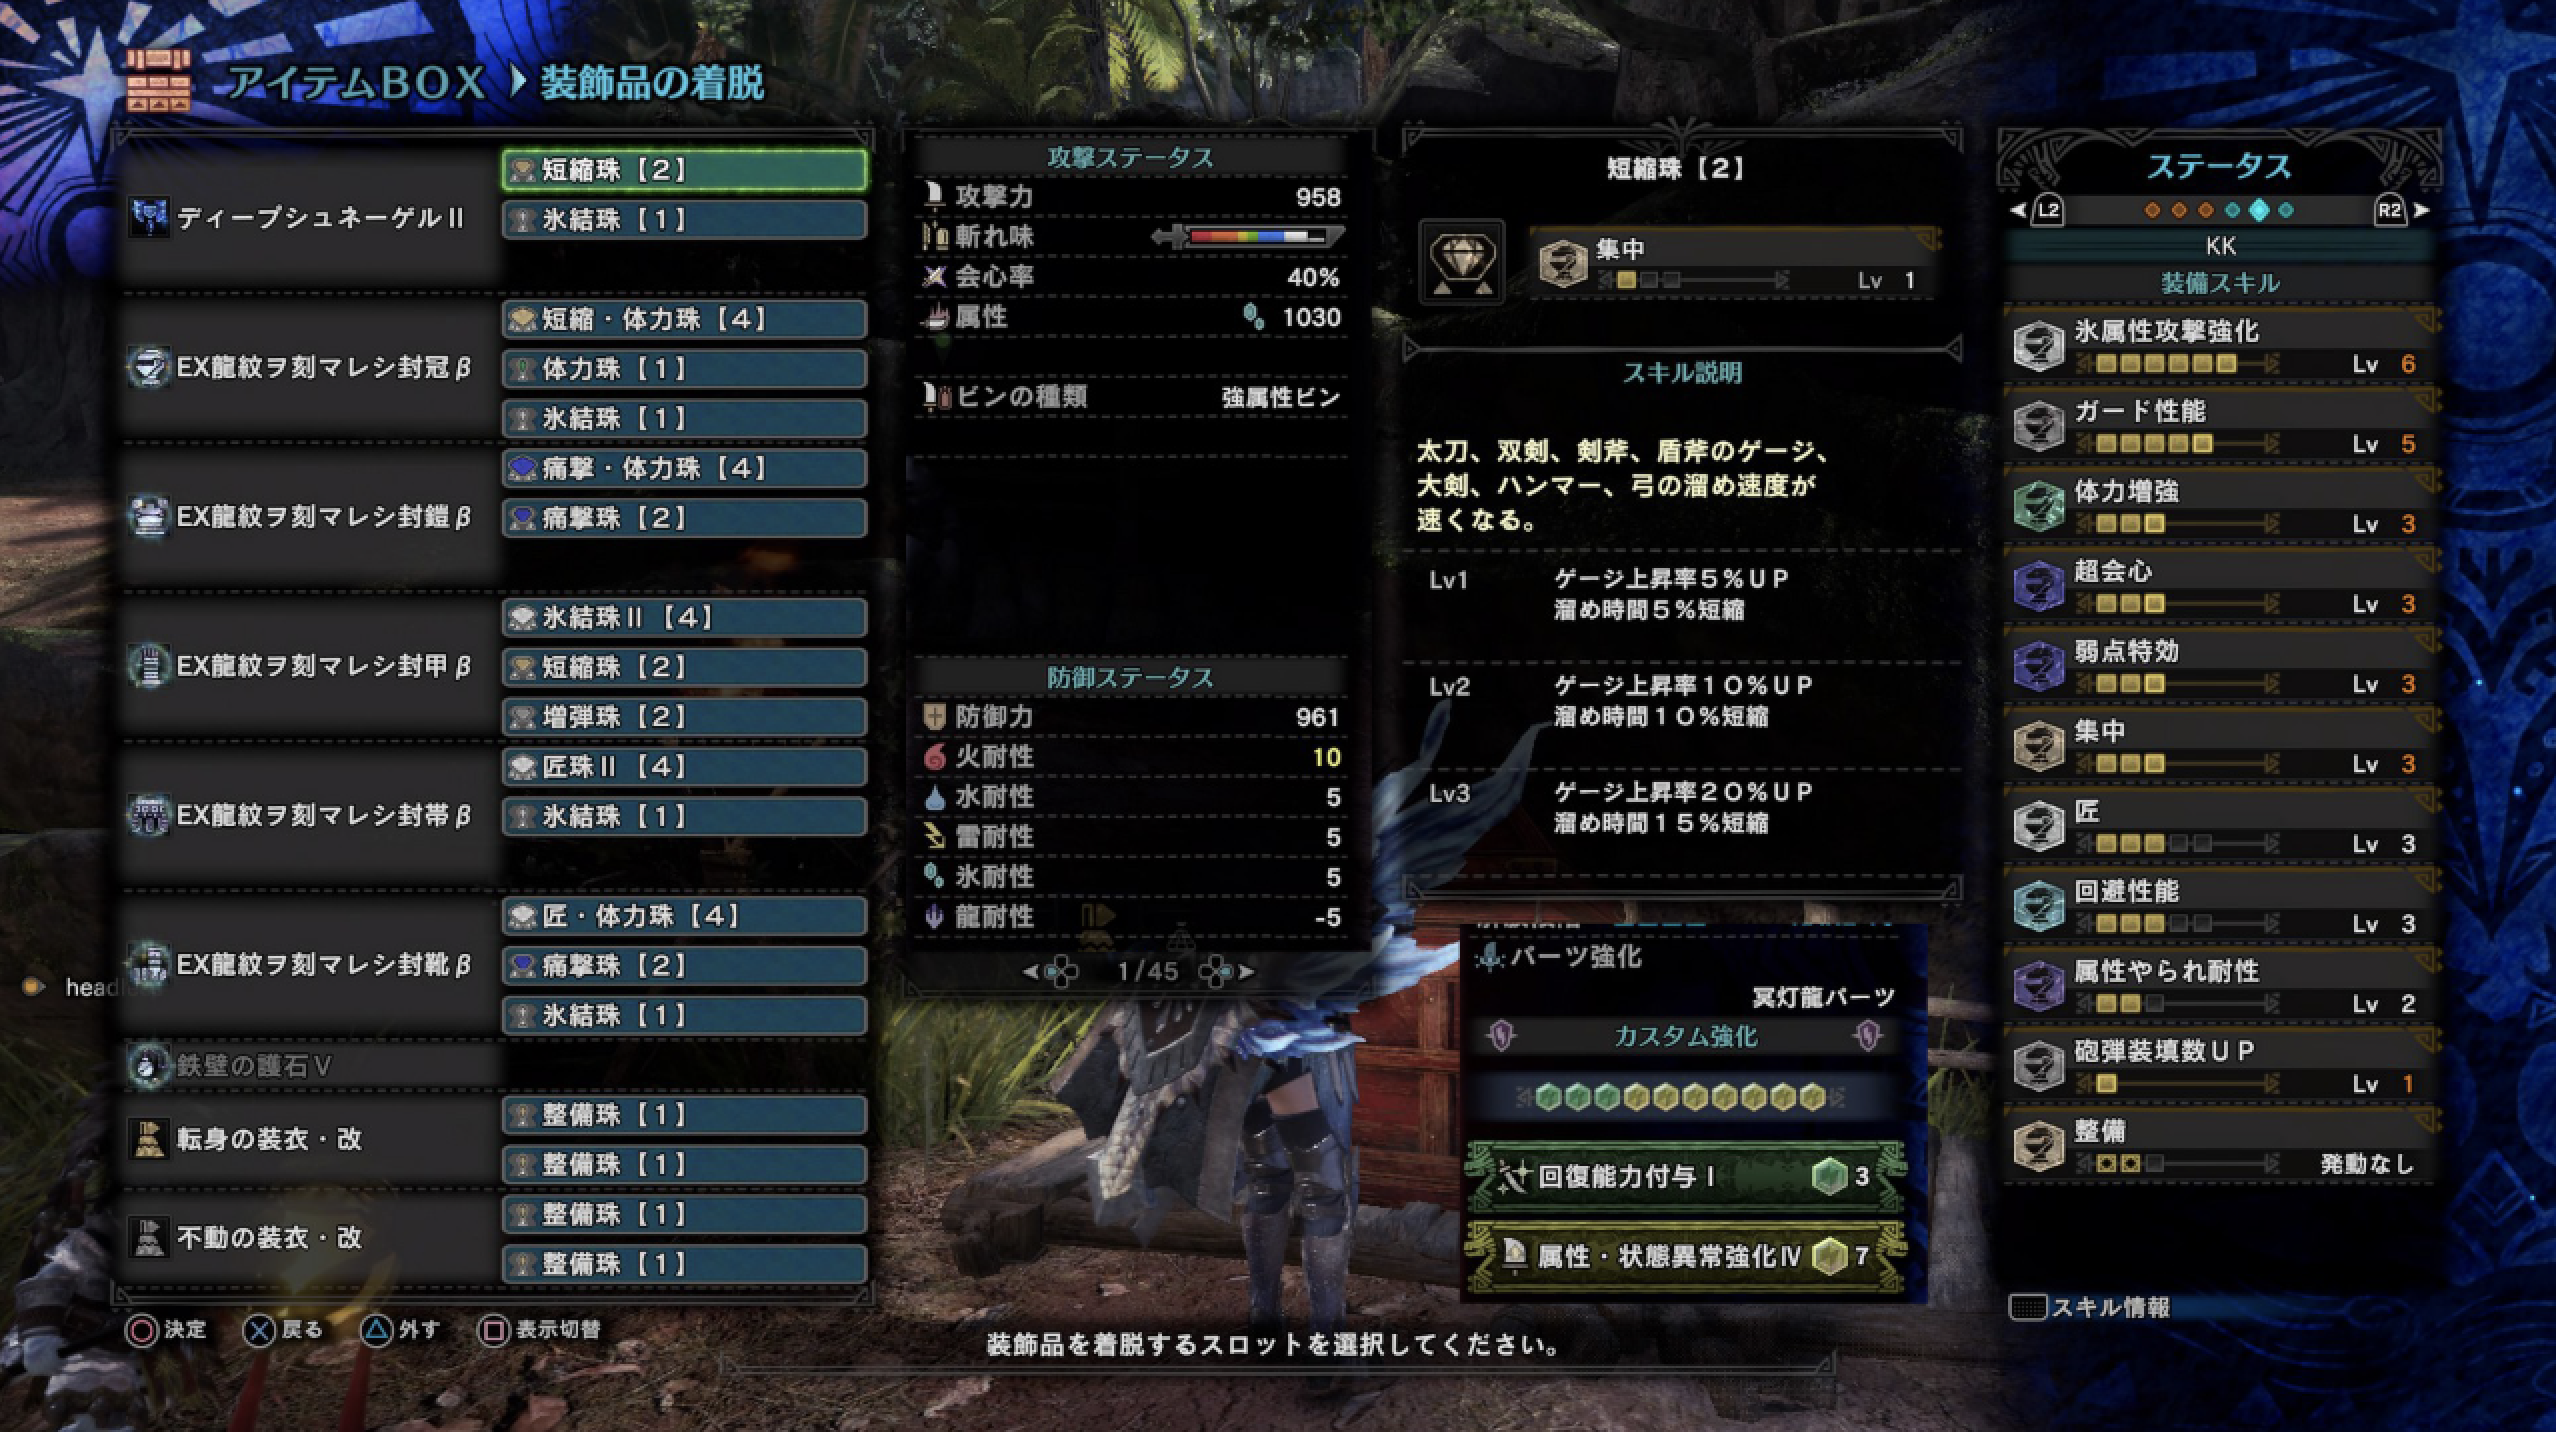 アイテムBOX 装飾品の着脱
ディープシュネーゲルⅡ
短縮珠【2】
氷結珠【1】
EX龍紋ヲ刻マレシ封冠β
短縮・体力珠【4】
体力珠【1】
氷結珠【1】
EX龍紋ヲ刻マレシ封鎧β
痛撃・体力珠【4】
痛撃珠【2】
EX龍紋ヲ刻マレシ封甲β
氷結珠Ⅱ【4】
短縮珠【2】
増弾珠【2】
EX龍紋ヲ刻マレシ封帯β
匠珠Ⅱ【4】
氷結珠【1】
EX龍紋ヲ刻マレシ封靴β
匠・体力珠【4】
痛撃珠【2】
氷結珠【1】
鉄壁の護石Ⅴ
転身の装衣・改
整備珠【1】
整備珠【1】
不動の装衣・改
整備珠【1】
整備珠【1】
決定 戻る 外す 表示切替
攻撃ステータス
攻撃力 958
斬れ味
会心率 40%
属性 1030
ビンの種類 強属性ビン
防御ステータス
防御力 961
火耐性 10
水耐性 5
雷耐性 5
氷耐性 5
龍耐性 -5
1/45
短縮珠【2】
集中
Lv 1
スキル説明
太刀、双剣、剣斧、盾斧のゲージ、
大剣、ハンマー、弓の溜め速度が
速くなる。
Lv1 ゲージ上昇率5%UP
溜め時間5%短縮
Lv2 ゲージ上昇率10%UP
溜め時間10%短縮
Lv3 ゲージ上昇率20%UP
溜め時間15%短縮
パーツ強化
冥灯龍パーツ
カスタム強化
回復能力付与Ⅰ 3
属性・状態異常強化Ⅳ 7
装飾品を着脱するスロットを選択してください。
ステータス
L2 R2
KK
装備スキル
氷属性攻撃強化
Lv 6
ガード性能
Lv 5
体力増強
Lv 3
超会心
Lv 3
弱点特効
Lv 3
集中
Lv 3
匠
Lv 3
回避性能
Lv 3
属性やられ耐性
Lv 2
砲弾装填数UP
Lv 1
整備
発動なし
スキル情報